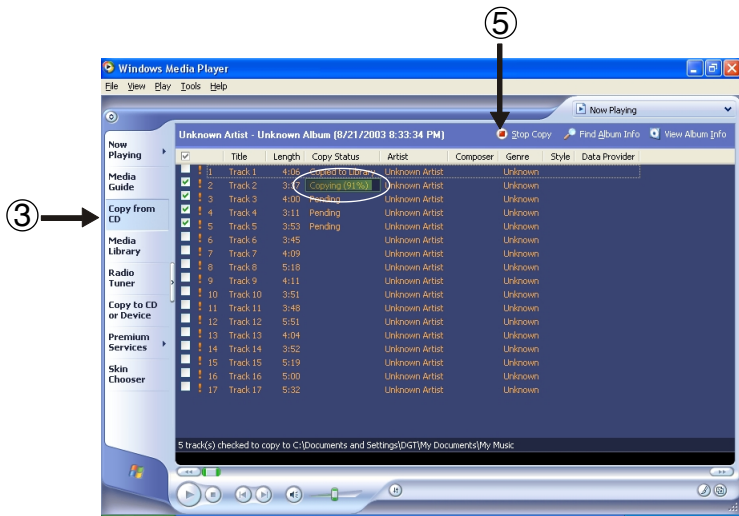 ⑤
Windows Media Player
File View Play Tools Help
Now Playing
Unknown Artist - Unknown Album (8/21/2003 8:33:34 PM) Stop Copy Find Album Info View Album Info
Title Length Copy Status Artist Composer Genre Style Data Provider
1 Track 1 4:06 Copied to Library Unknown Artist Unknown
2 Track 2 3:17 Copying (91%) Unknown Artist Unknown
3 Track 3 4:00 Pending Unknown Artist Unknown
4 Track 4 3:11 Pending Unknown Artist Unknown
5 Track 5 3:53 Pending Unknown Artist Unknown
6 Track 6 3:45 Unknown Artist Unknown
7 Track 7 4:09 Unknown Artist Unknown
8 Track 8 5:18 Unknown Artist Unknown
9 Track 9 4:11 Unknown Artist Unknown
10 Track 10 3:51 Unknown Artist Unknown
11 Track 11 3:48 Unknown Artist Unknown
12 Track 12 5:51 Unknown Artist Unknown
13 Track 13 4:04 Unknown Artist Unknown
14 Track 14 3:52 Unknown Artist Unknown
15 Track 15 5:19 Unknown Artist Unknown
16 Track 16 5:00 Unknown Artist Unknown
17 Track 17 5:32 Unknown Artist Unknown
5 track(s) checked to copy to C:\Documents and Settings\DGT\My Documents\My Music
Now
Playing
Media
Guide
③
Copy from
CD
Media
Library
Radio
Tuner
Copy to CD
or Device
Premium
Services
Skin
Chooser